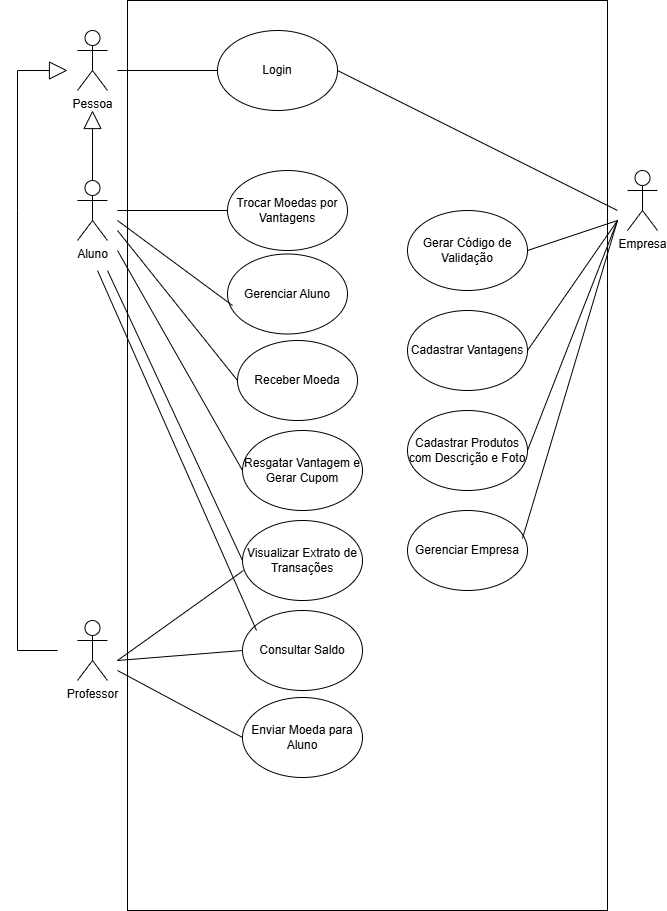 Pessoa
Login
Aluno
Trocar Moedas por
Vantagens
Gerenciar Aluno
Receber Moeda
Resgatar Vantagem e
Gerar Cupom
Visualizar Extrato de
Transações
Consultar Saldo
Professor
Enviar Moeda para
Aluno
Empresa
Gerar Código de
Validação
Cadastrar Vantagens
Cadastrar Produtos
com Descrição e Foto
Gerenciar Empresa